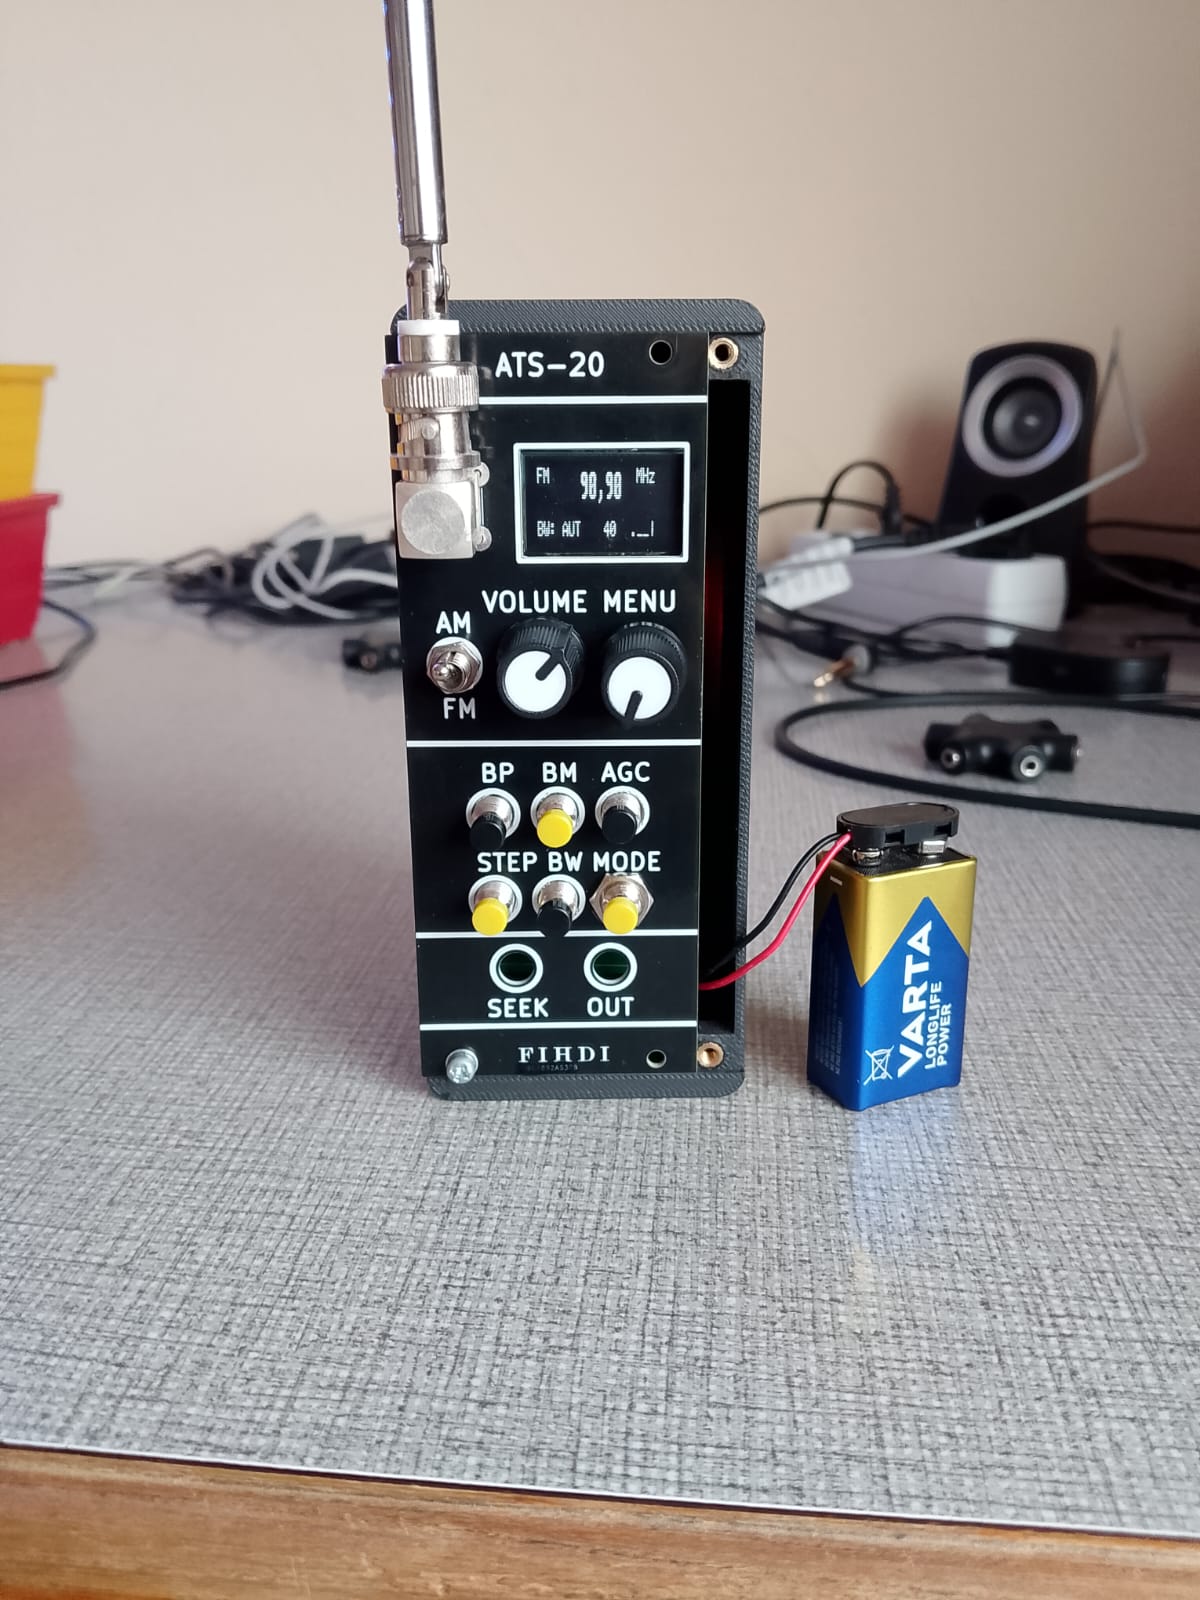 ATS-20
FM 90,90 MHz
BW: AUT 40
VOLUME MENU
AM
FM
BP BM AGC
STEP BW MODE
SEEK OUT
FIHDI
VARTA
LONGLIFE
POWER